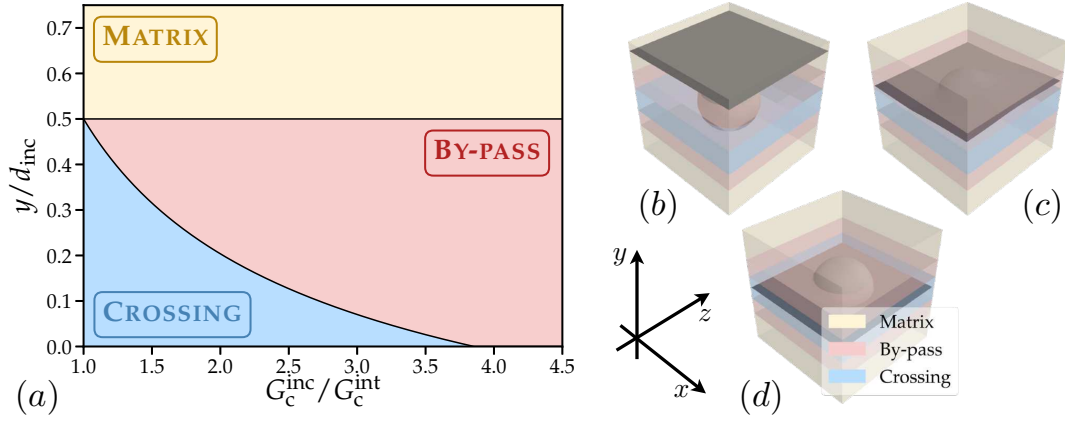 MATRIX
BY-PASS
CROSSING
y/d_inc
0.7
0.6
0.5
0.4
0.3
0.2
0.1
0.0
1.0 1.5 2.0 2.5 3.0 3.5 4.0 4.5
G_c^inc/G_c^int
(a)
(b)
(c)
y
z
x
(d)
Matrix
By-pass
Crossing